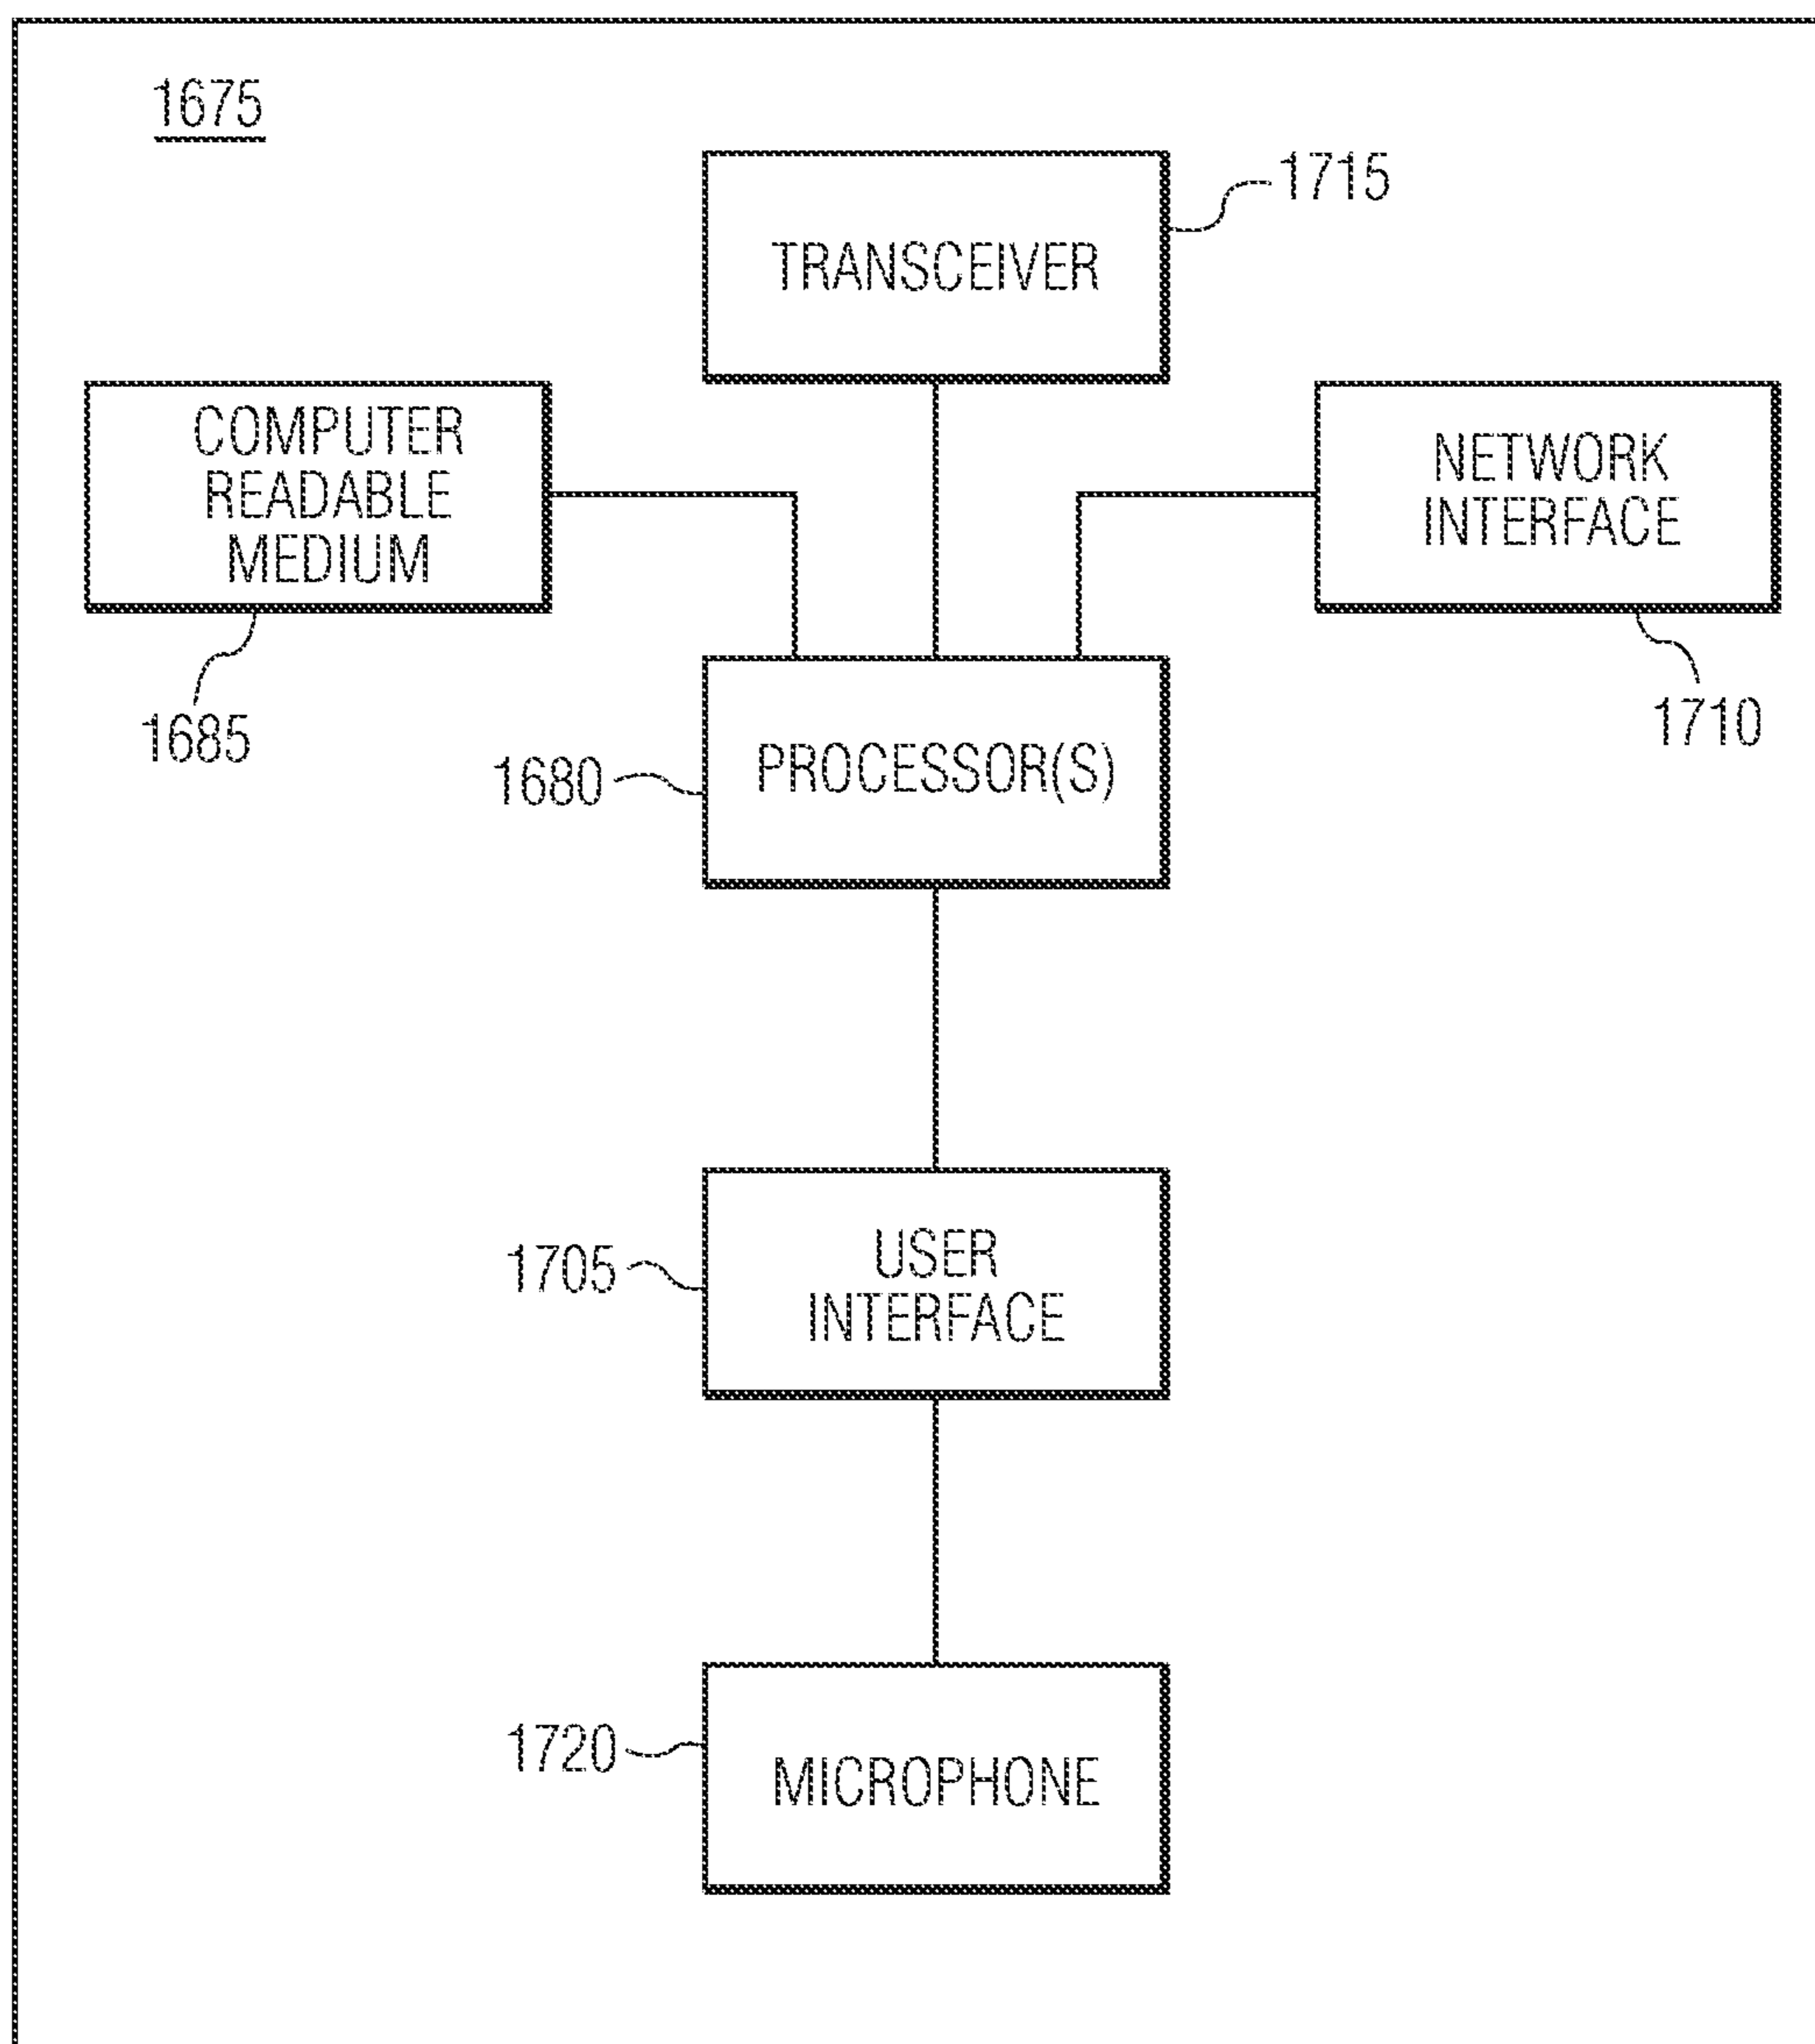 1675
1715
TRANSCEIVER
COMPUTER
READABLE
MEDIUM
NETWORK
INTERFACE
1685
1710
1680
PROCESSOR(S)
1705
USER
INTERFACE
1720
MICROPHONE